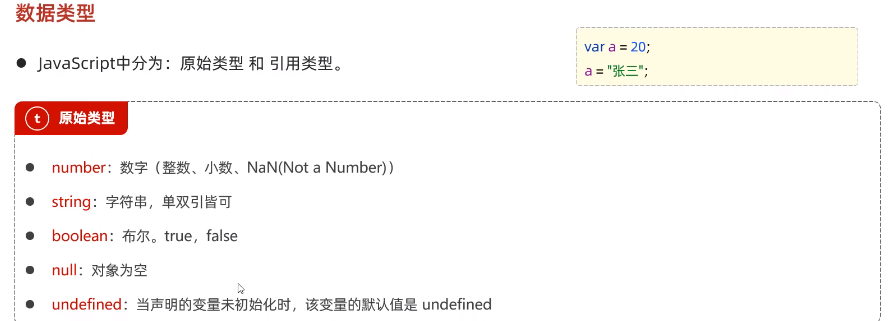 数据类型
● JavaScript中分为：原始类型 和 引用类型。
var a = 20;
a = "张三";
t 原始类型
● number：数字（整数、小数、NaN(Not a Number)）
● string：字符串，单双引皆可
● boolean：布尔。true，false
● null：对象为空
● undefined：当声明的变量未初始化时，该变量的默认值是 undefined